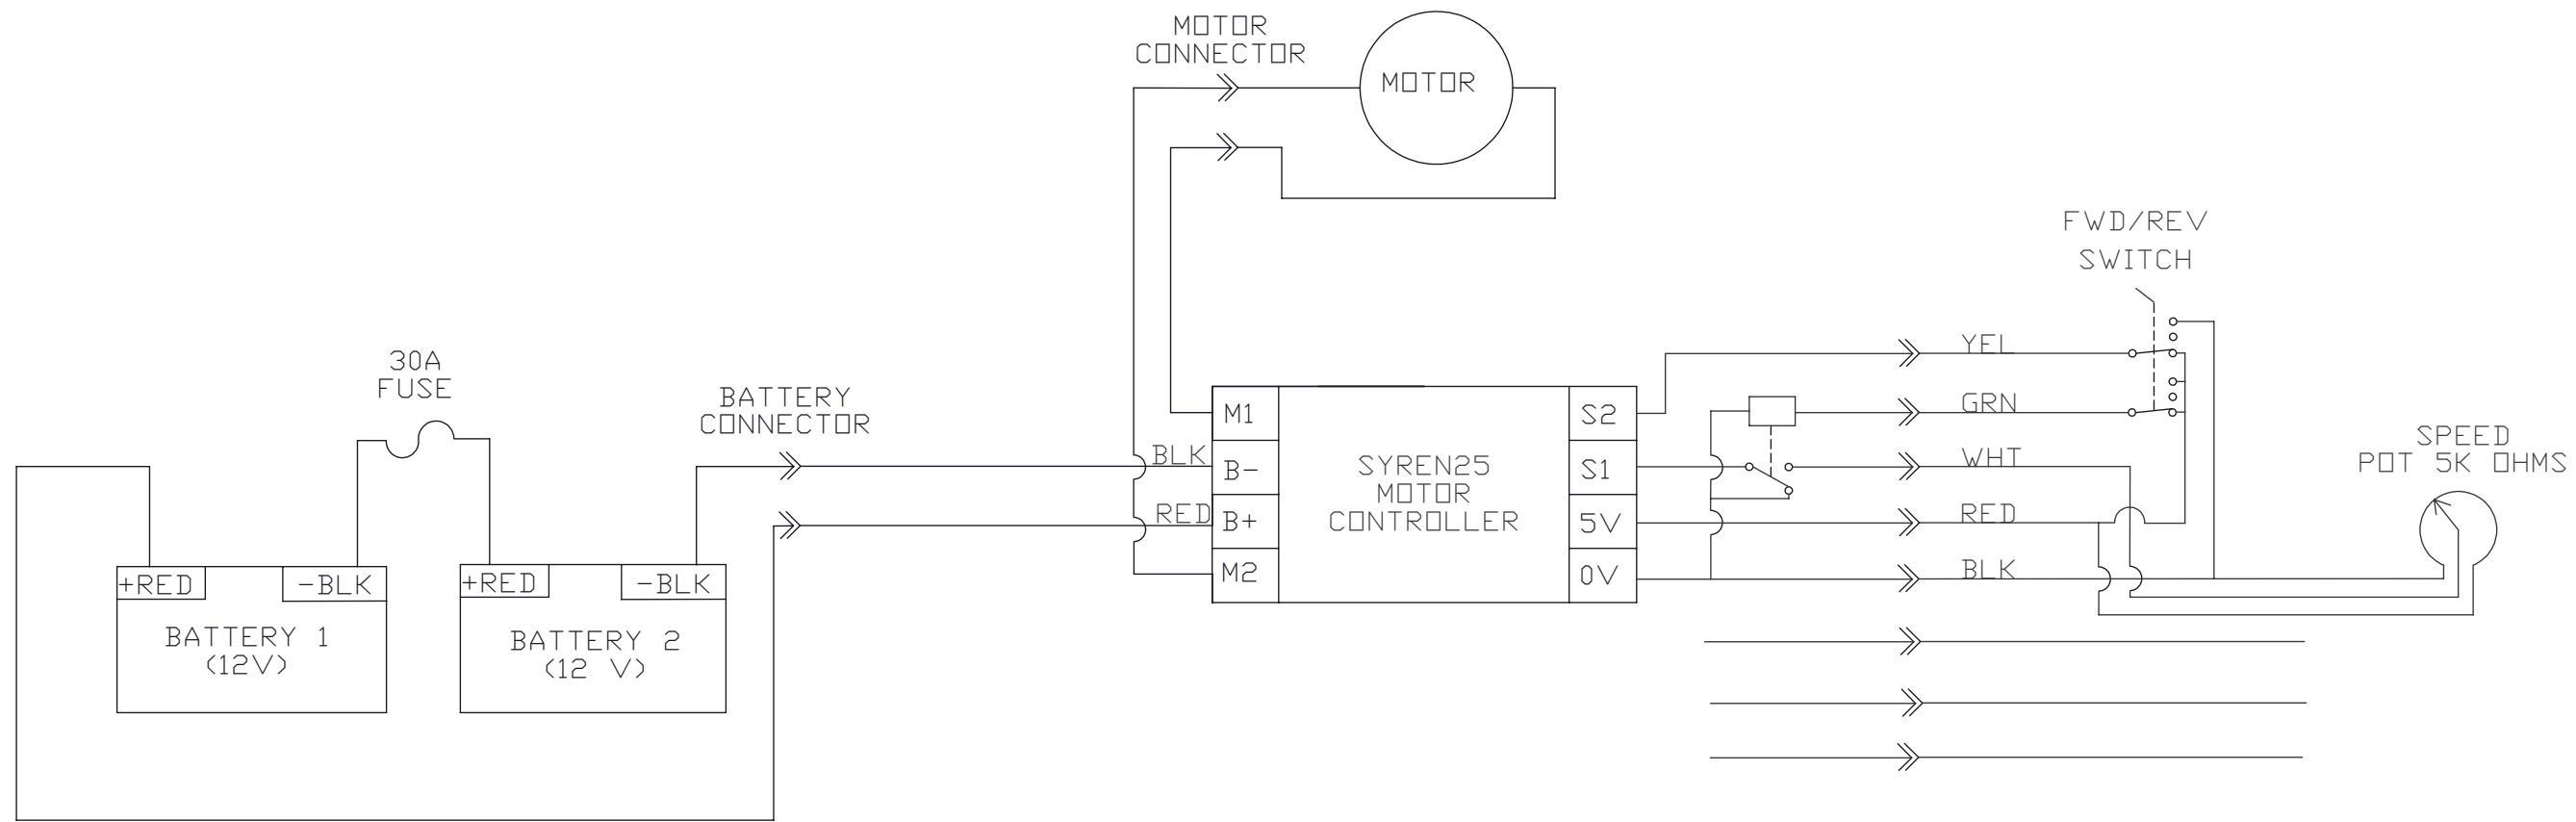 MOTOR
CONNECTOR
MOTOR
FWD/REV
SWITCH
30A
FUSE
BATTERY
CONNECTOR
YEL
GRN
WHT
RED
BLK
M1
B-
B+
M2
BLK
RED
SYREN25
MOTOR
CONTROLLER
S2
S1
5V
0V
SPEED
POT 5K OHMS
+RED
-BLK
BATTERY 1
(12V)
+RED
-BLK
BATTERY 2
(12 V)